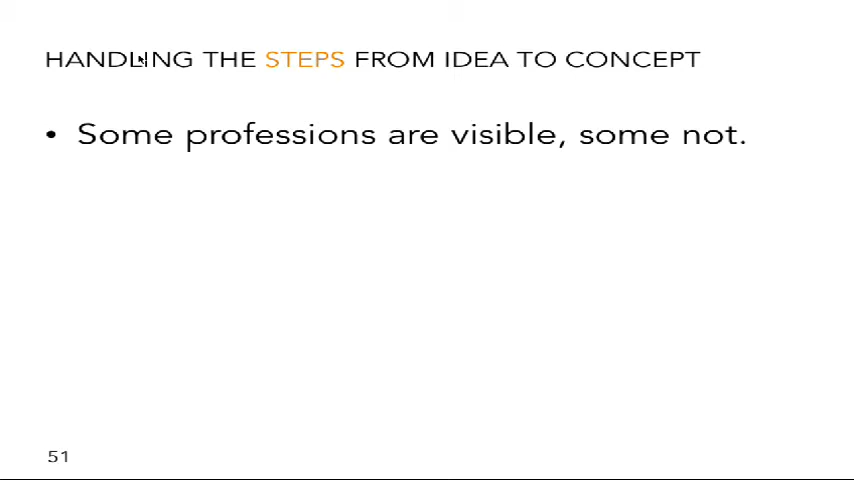 HANDLING THE STEPS FROM IDEA TO CONCEPT
• Some professions are visible, some not.
51